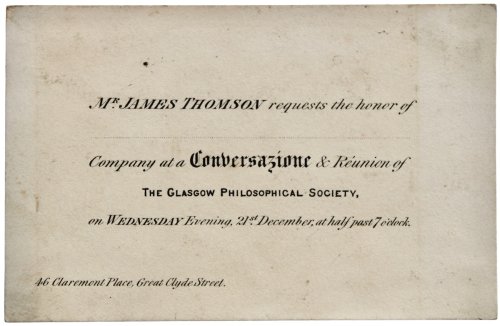 Mr. JAMES THOMSON requests the honor of
Company at a Conversazione & Réunion of
THE GLASGOW PHILOSOPHICAL SOCIETY,
on WEDNESDAY Evening, 21st December, at half past 7 o'clock.
46 Claremont Place, Great Clyde Street.